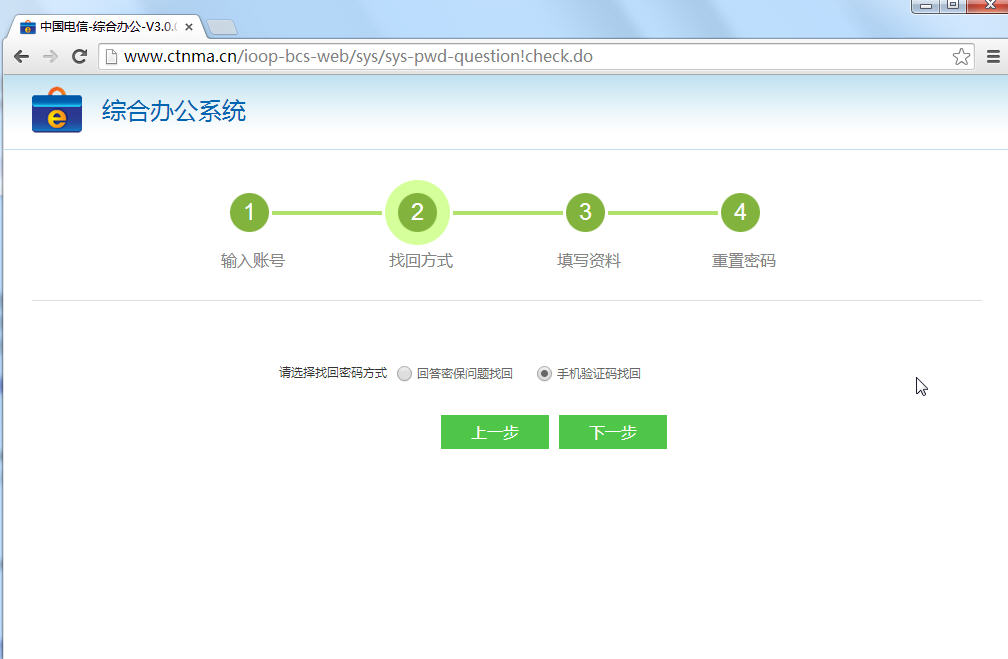 中国电信-综合办公-V3.0.
www.ctnma.cn/ioop-bcs-web/sys/sys-pwd-question!check.do
e 综合办公系统
1 2 3 4
输入账号 找回方式 填写资料 重置密码
请选择找回密码方式 回答密保问题找回 手机验证码找回
上一步 下一步